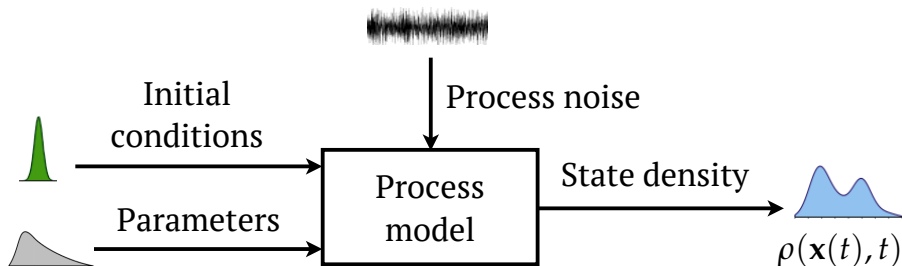 Process noise
Initial
conditions
Parameters
Process
model
State density
ρ(𝐱(t), t)